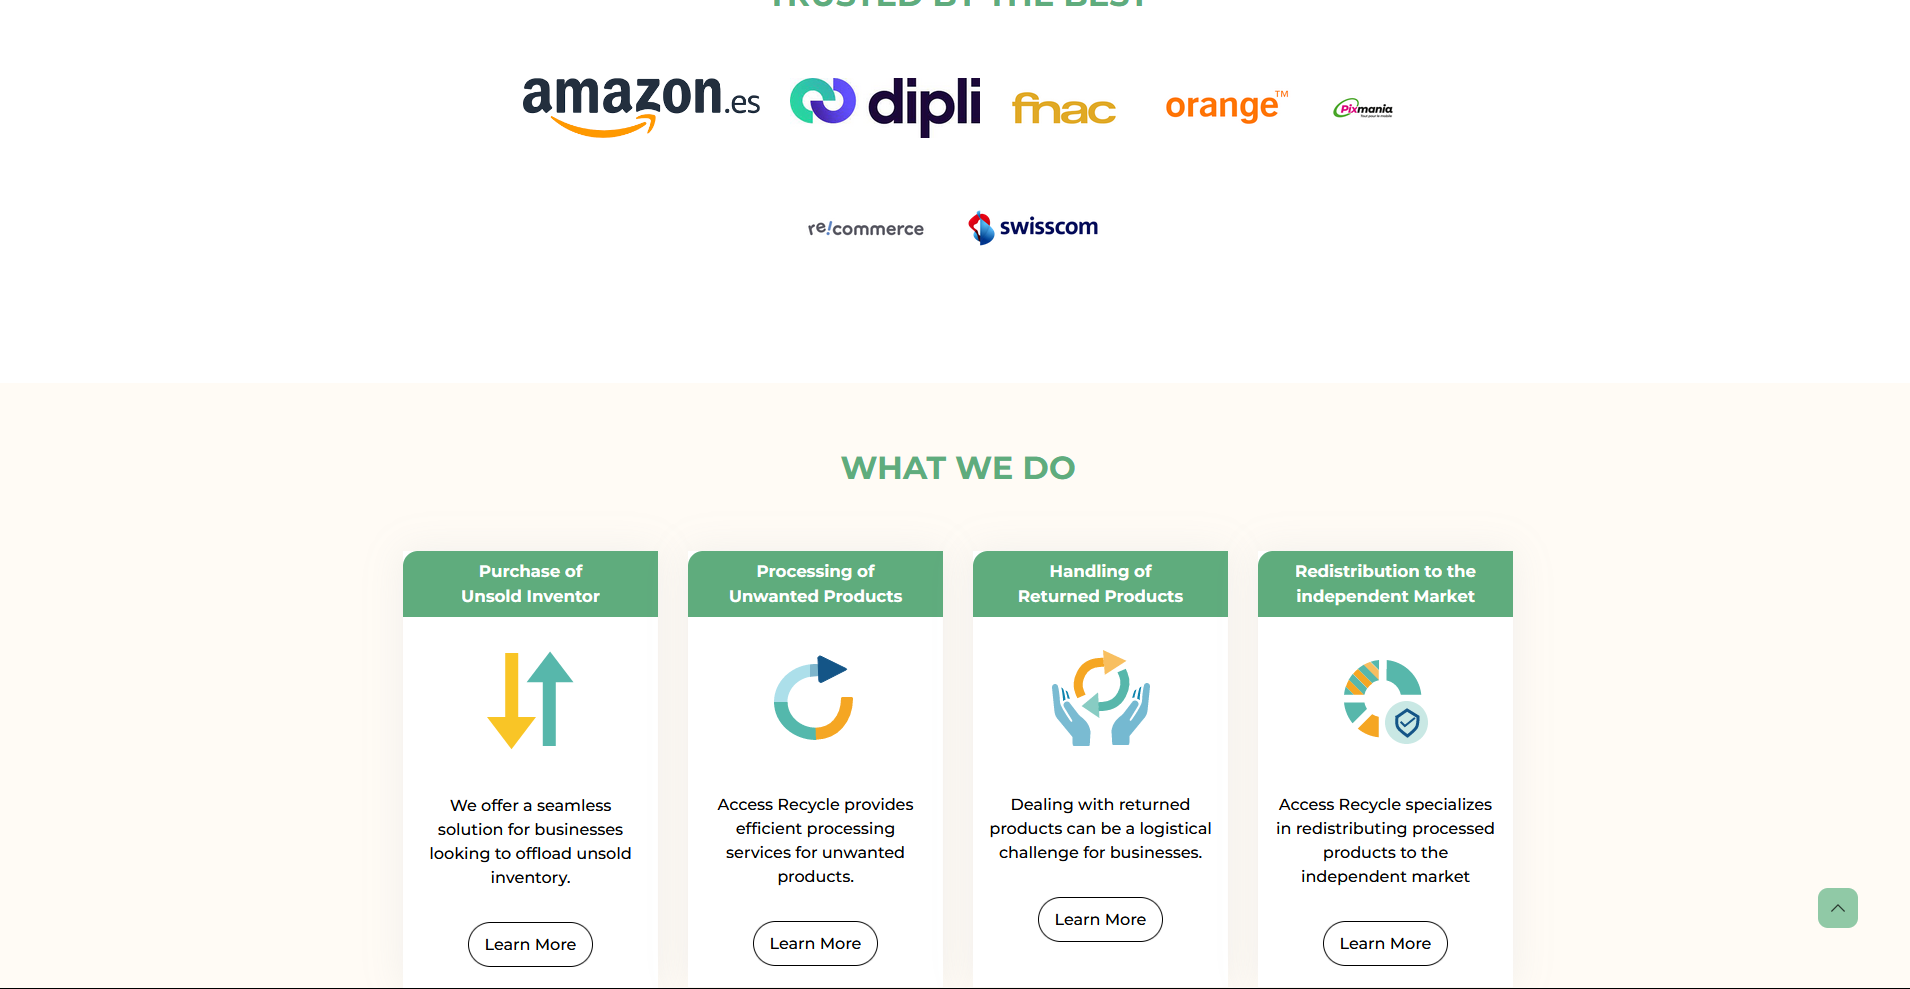 TRUSTED BY THE BEST
amazon.es
dipli
fnac
orange™
Pixmania
re!commerce
swisscom
WHAT WE DO
Purchase of
Unsold Inventor
We offer a seamless
solution for businesses
looking to offload unsold
inventory.
Learn More
Processing of
Unwanted Products
Access Recycle provides
efficient processing
services for unwanted
products.
Learn More
Handling of
Returned Products
Dealing with returned
products can be a logistical
challenge for businesses.
Learn More
Redistribution to the
independent Market
Access Recycle specializes
in redistributing processed
products to the
independent market
Learn More